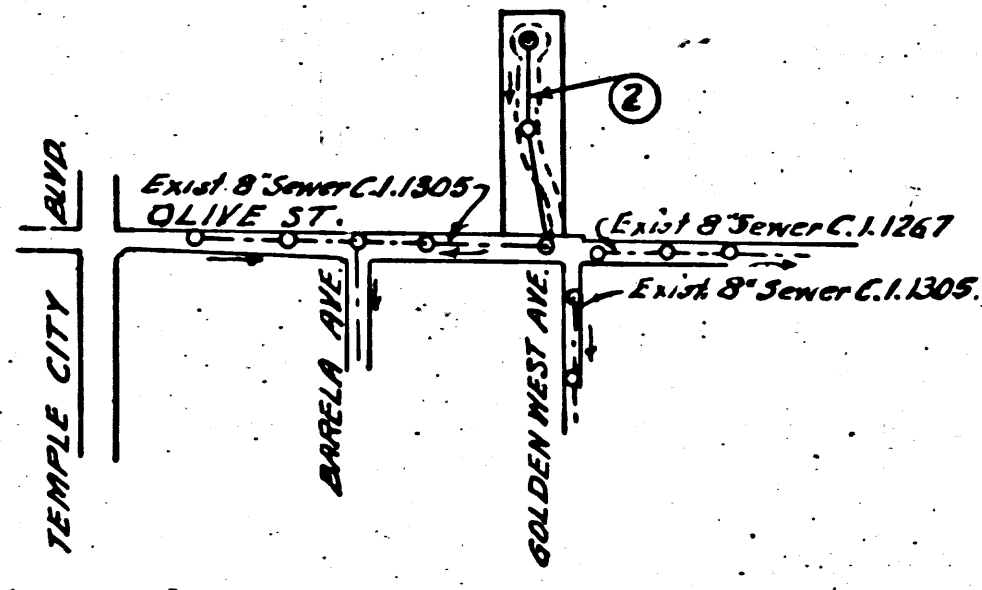 2
BLVD.
Exist. 8" Sewer C.I. 1305
OLIVE ST.
Exist 8" Sewer C.I. 1267
Exist. 8" Sewer C.I. 1305.
TEMPLE CITY
BARELA AVE.
GOLDEN WEST AVE.